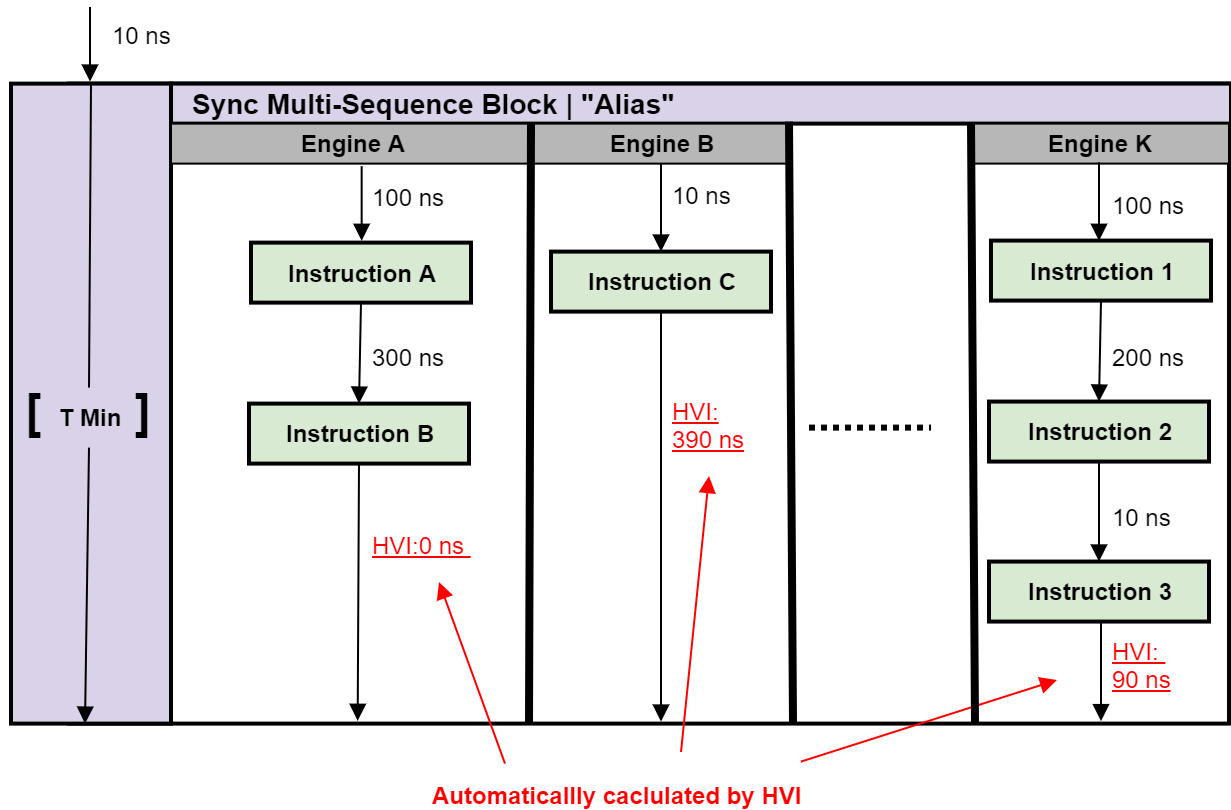 10 ns
Sync Multi-Sequence Block | "Alias"
Engine A
Engine B
Engine K
100 ns
10 ns
100 ns
Instruction A
Instruction C
Instruction 1
300 ns
200 ns
[ T Min ]
Instruction B
HVI:
390 ns
Instruction 2
HVI:0 ns
10 ns
Instruction 3
HVI:
90 ns
Automaticallly caclulated by HVI